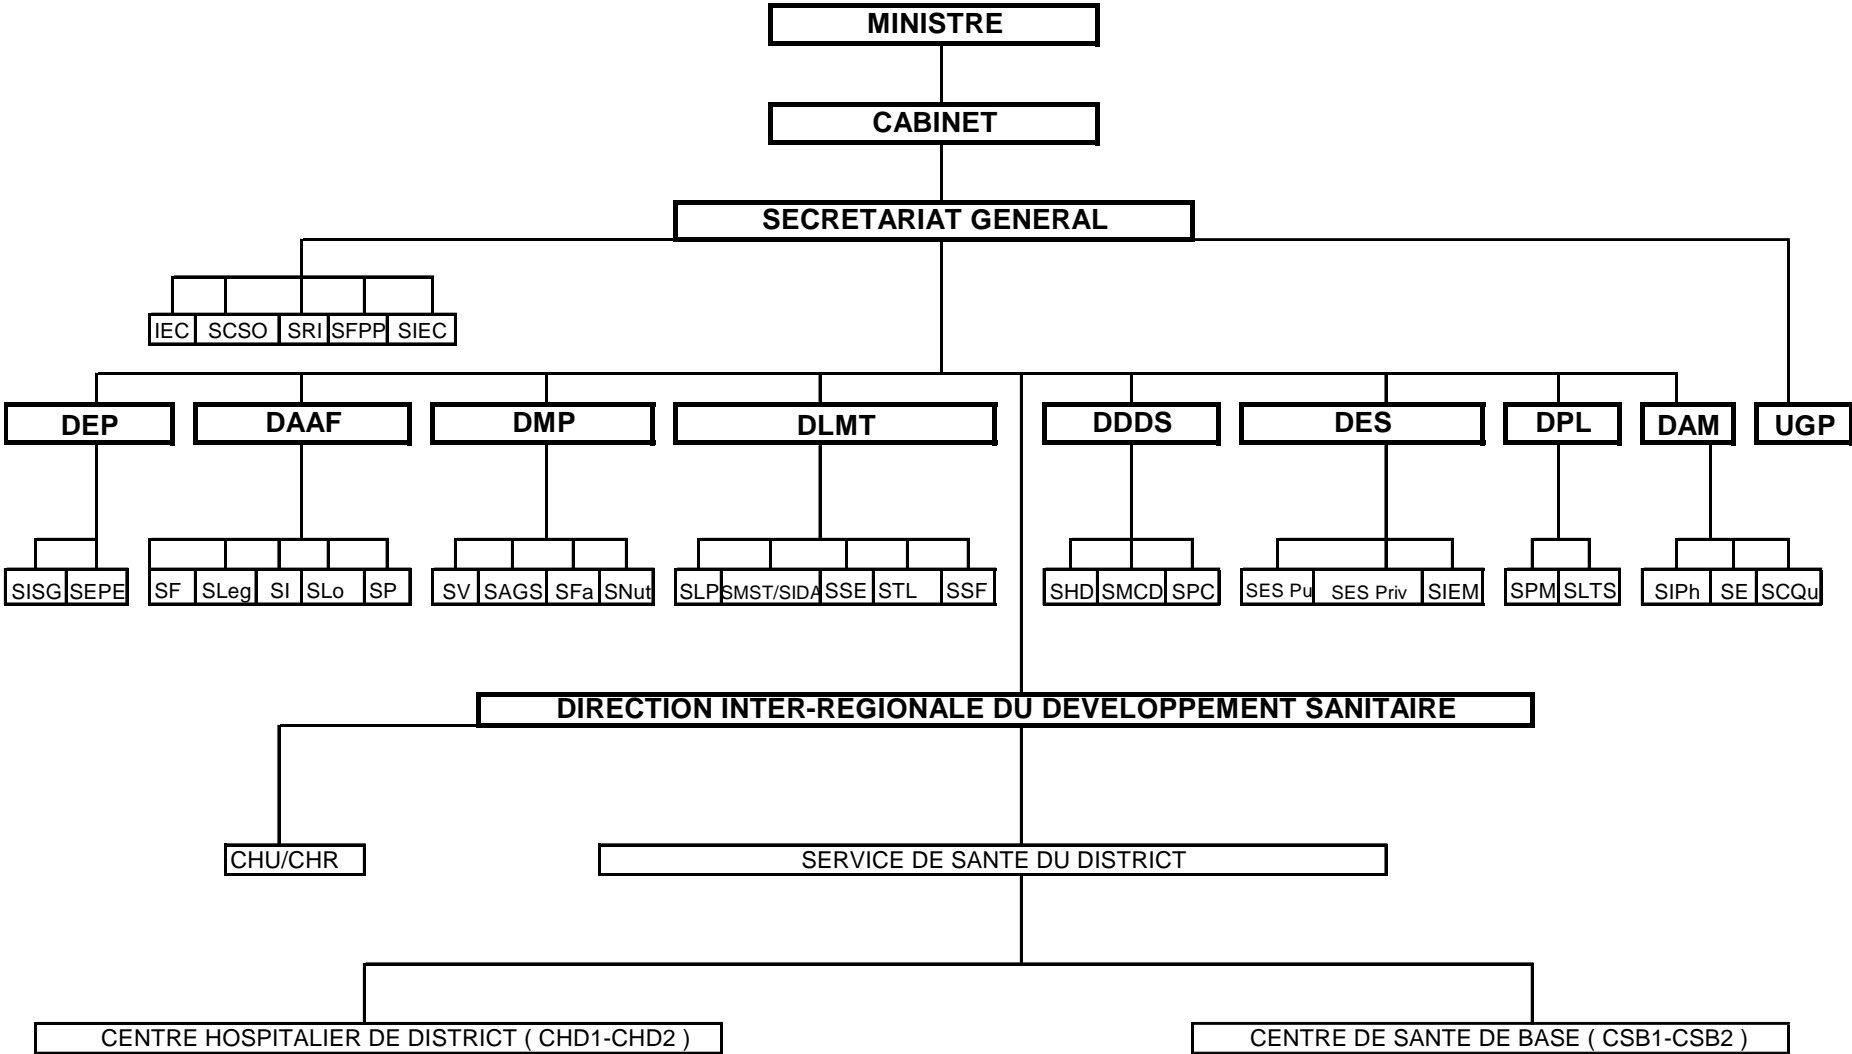 MINISTRE
CABINET
SECRETARIAT GENERAL
IEC SCSO SRI SFPP SIEC
DEP DAAF DMP DLMT DDDS DES DPL DAM UGP
SISG SEPE SF SLeg SI SLo SP SV SAGS SFa SNut SLP SMST/SIDA SSE STL SSF SHD SMCD SPC SES Pu SES Priv SIEM SPM SLTS SIPh SE SCQu
DIRECTION INTER-REGIONALE DU DEVELOPPEMENT SANITAIRE
CHU/CHR SERVICE DE SANTE DU DISTRICT
CENTRE HOSPITALIER DE DISTRICT ( CHD1-CHD2 ) CENTRE DE SANTE DE BASE ( CSB1-CSB2 )